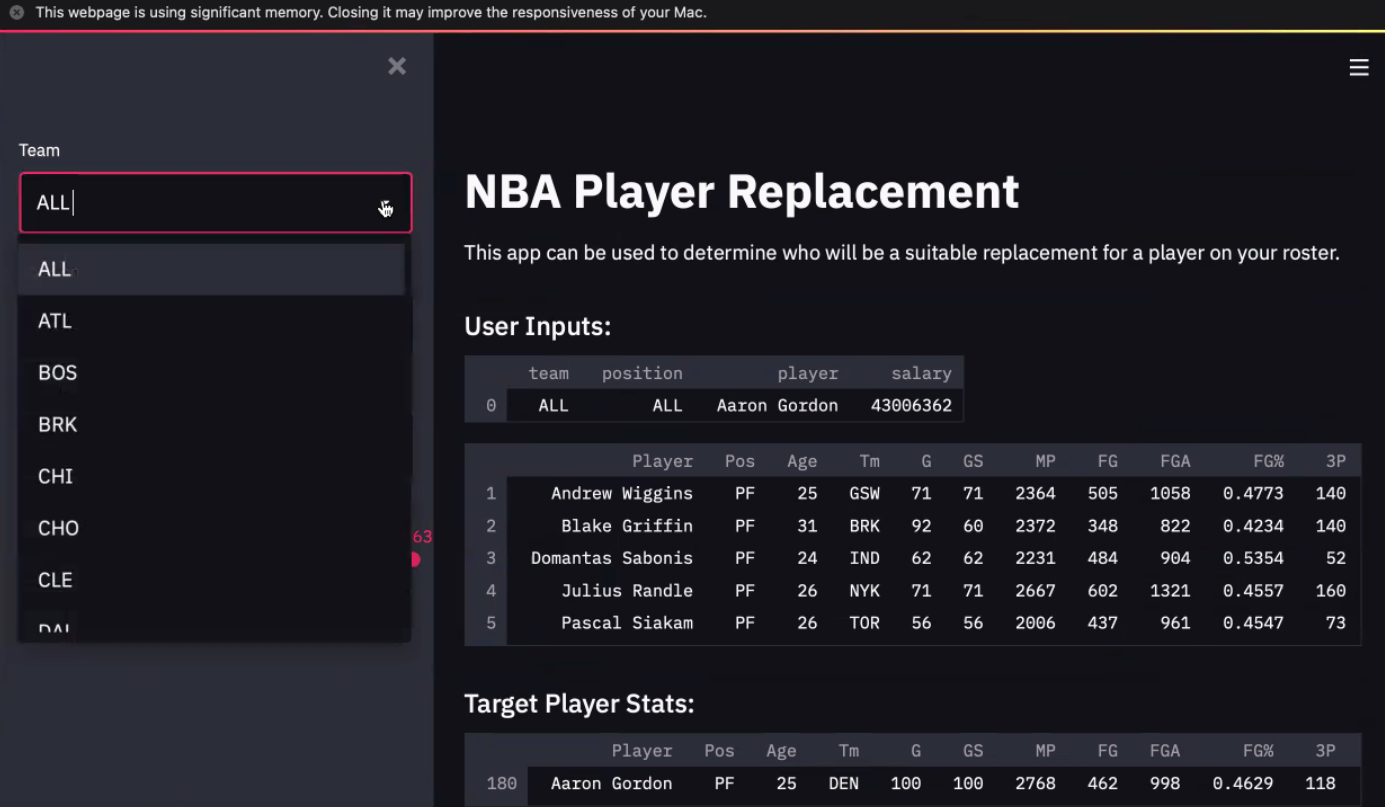 This webpage is using significant memory. Closing it may improve the responsiveness of your Mac.
Team
ALL
ALL
ATL
BOS
BRK
CHI
CHO
CLE
DAL
63
NBA Player Replacement
This app can be used to determine who will be a suitable replacement for a player on your roster.
User Inputs:
team position player salary
0 ALL ALL Aaron Gordon 43006362
Player Pos Age Tm G GS MP FG FGA FG% 3P
1 Andrew Wiggins PF 25 GSW 71 71 2364 505 1058 0.4773 140
2 Blake Griffin PF 31 BRK 92 60 2372 348 822 0.4234 140
3 Domantas Sabonis PF 24 IND 62 62 2231 484 904 0.5354 52
4 Julius Randle PF 26 NYK 71 71 2667 602 1321 0.4557 160
5 Pascal Siakam PF 26 TOR 56 56 2006 437 961 0.4547 73
Target Player Stats:
Player Pos Age Tm G GS MP FG FGA FG% 3P
180 Aaron Gordon PF 25 DEN 100 100 2768 462 998 0.4629 118